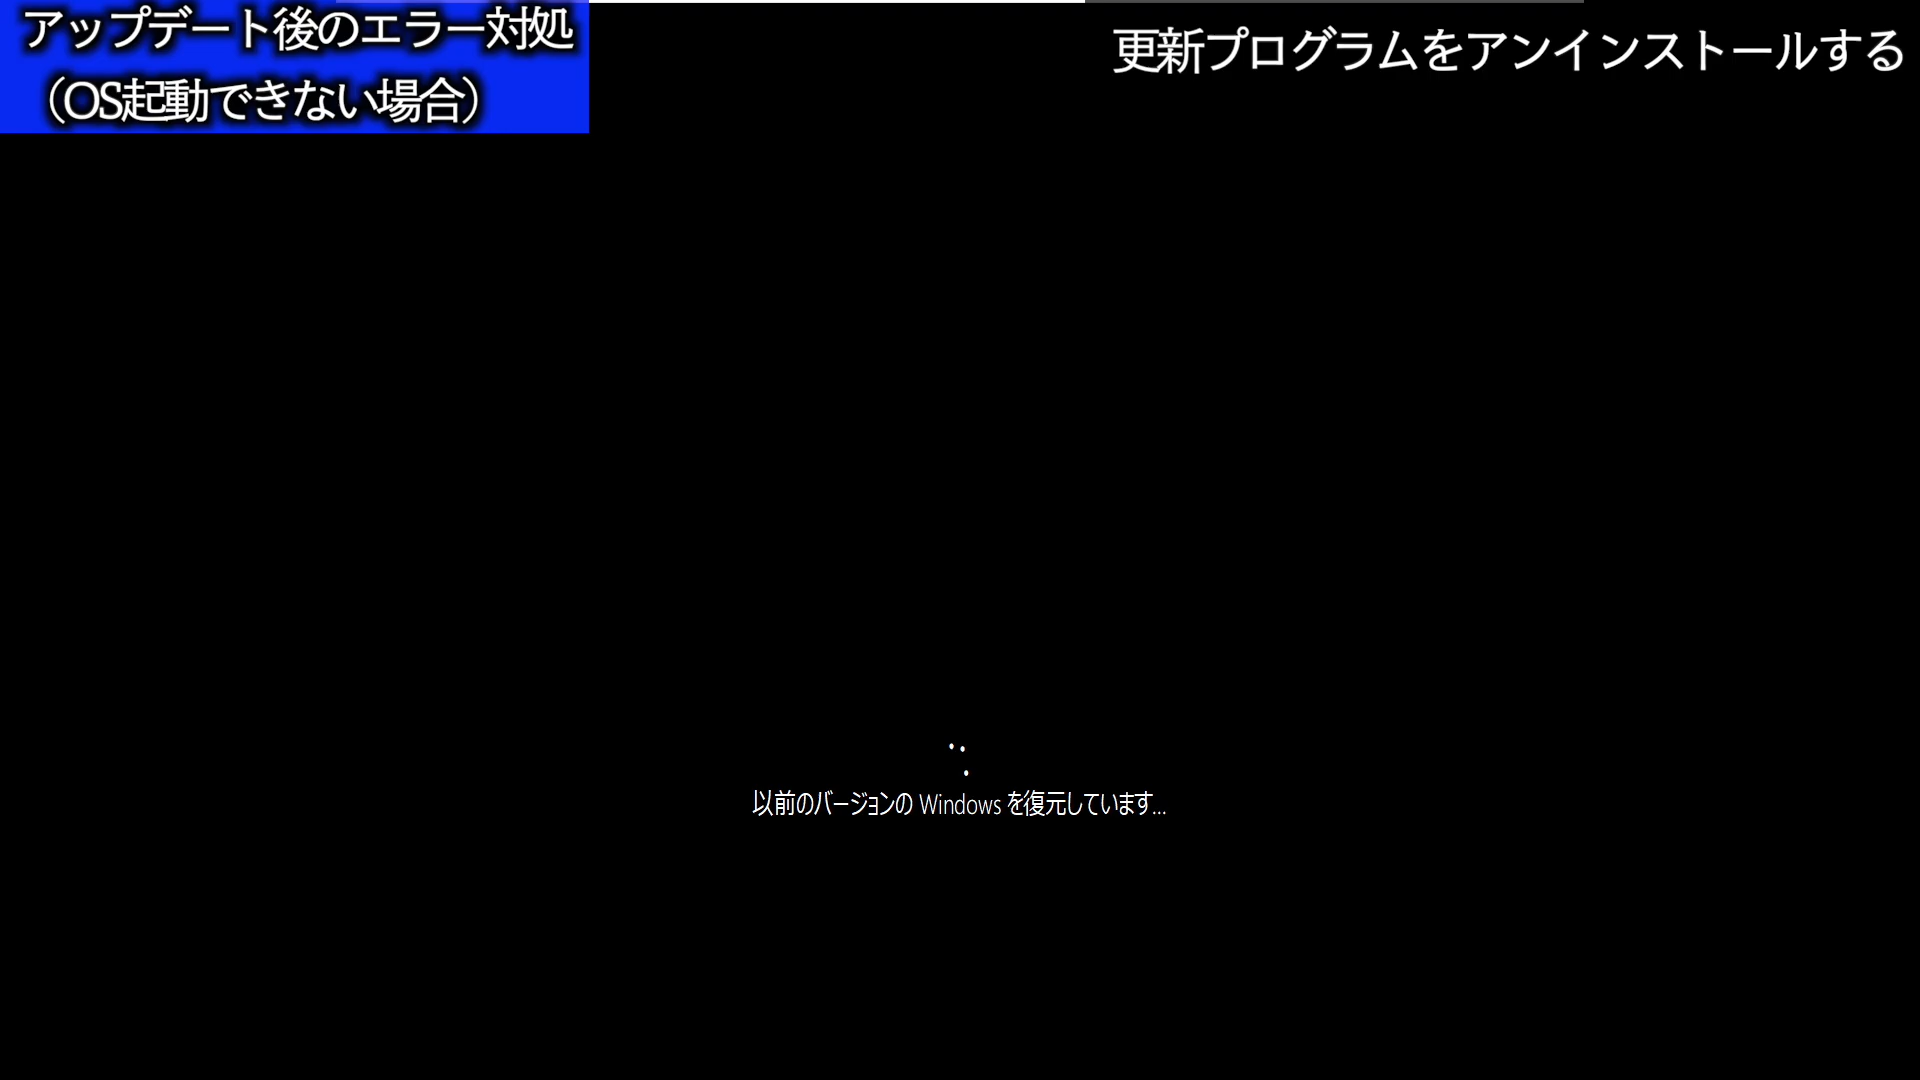 アップデート後のエラー対処
（OS起動できない場合）
更新プログラムをアンインストールする
以前のバージョンの Windows を復元しています...